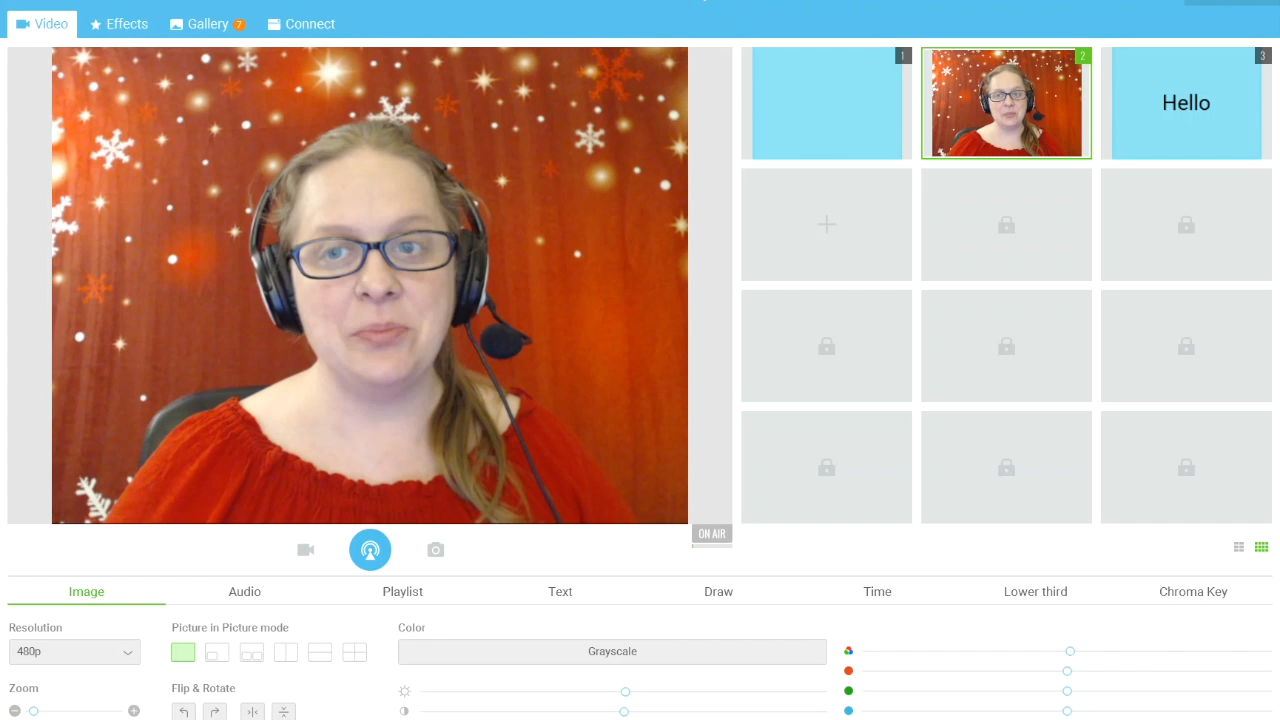 Video Effects Gallery 7 Connect
1 2 3
Hello
ON AIR
Image Audio Playlist Text Draw Time Lower third Chroma Key
Resolution Picture in Picture mode Color
480p Grayscale
Zoom Flip & Rotate